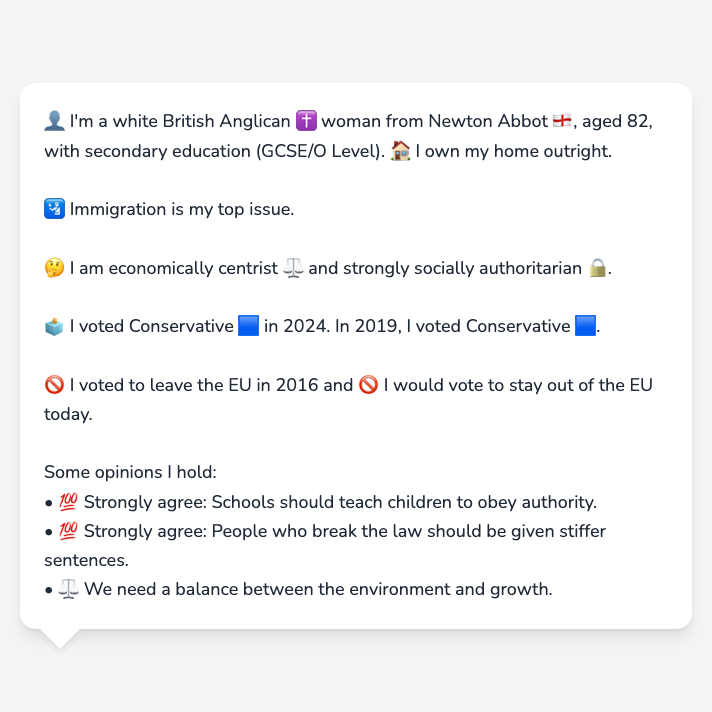 👤 I'm a white British Anglican ✝️ woman from Newton Abbot 🏴󠁧󠁢󠁥󠁮󠁧󠁿, aged 82,
with secondary education (GCSE/O Level). 🏠 I own my home outright.
🛂 Immigration is my top issue.
🤔 I am economically centrist ⚖️ and strongly socially authoritarian 🔒.
🗳️ I voted Conservative 🟦 in 2024. In 2019, I voted Conservative 🟦.
🚫 I voted to leave the EU in 2016 and 🚫 I would vote to stay out of the EU
today.
Some opinions I hold:
• 💯 Strongly agree: Schools should teach children to obey authority.
• 💯 Strongly agree: People who break the law should be given stiffer
sentences.
• ⚖️ We need a balance between the environment and growth.